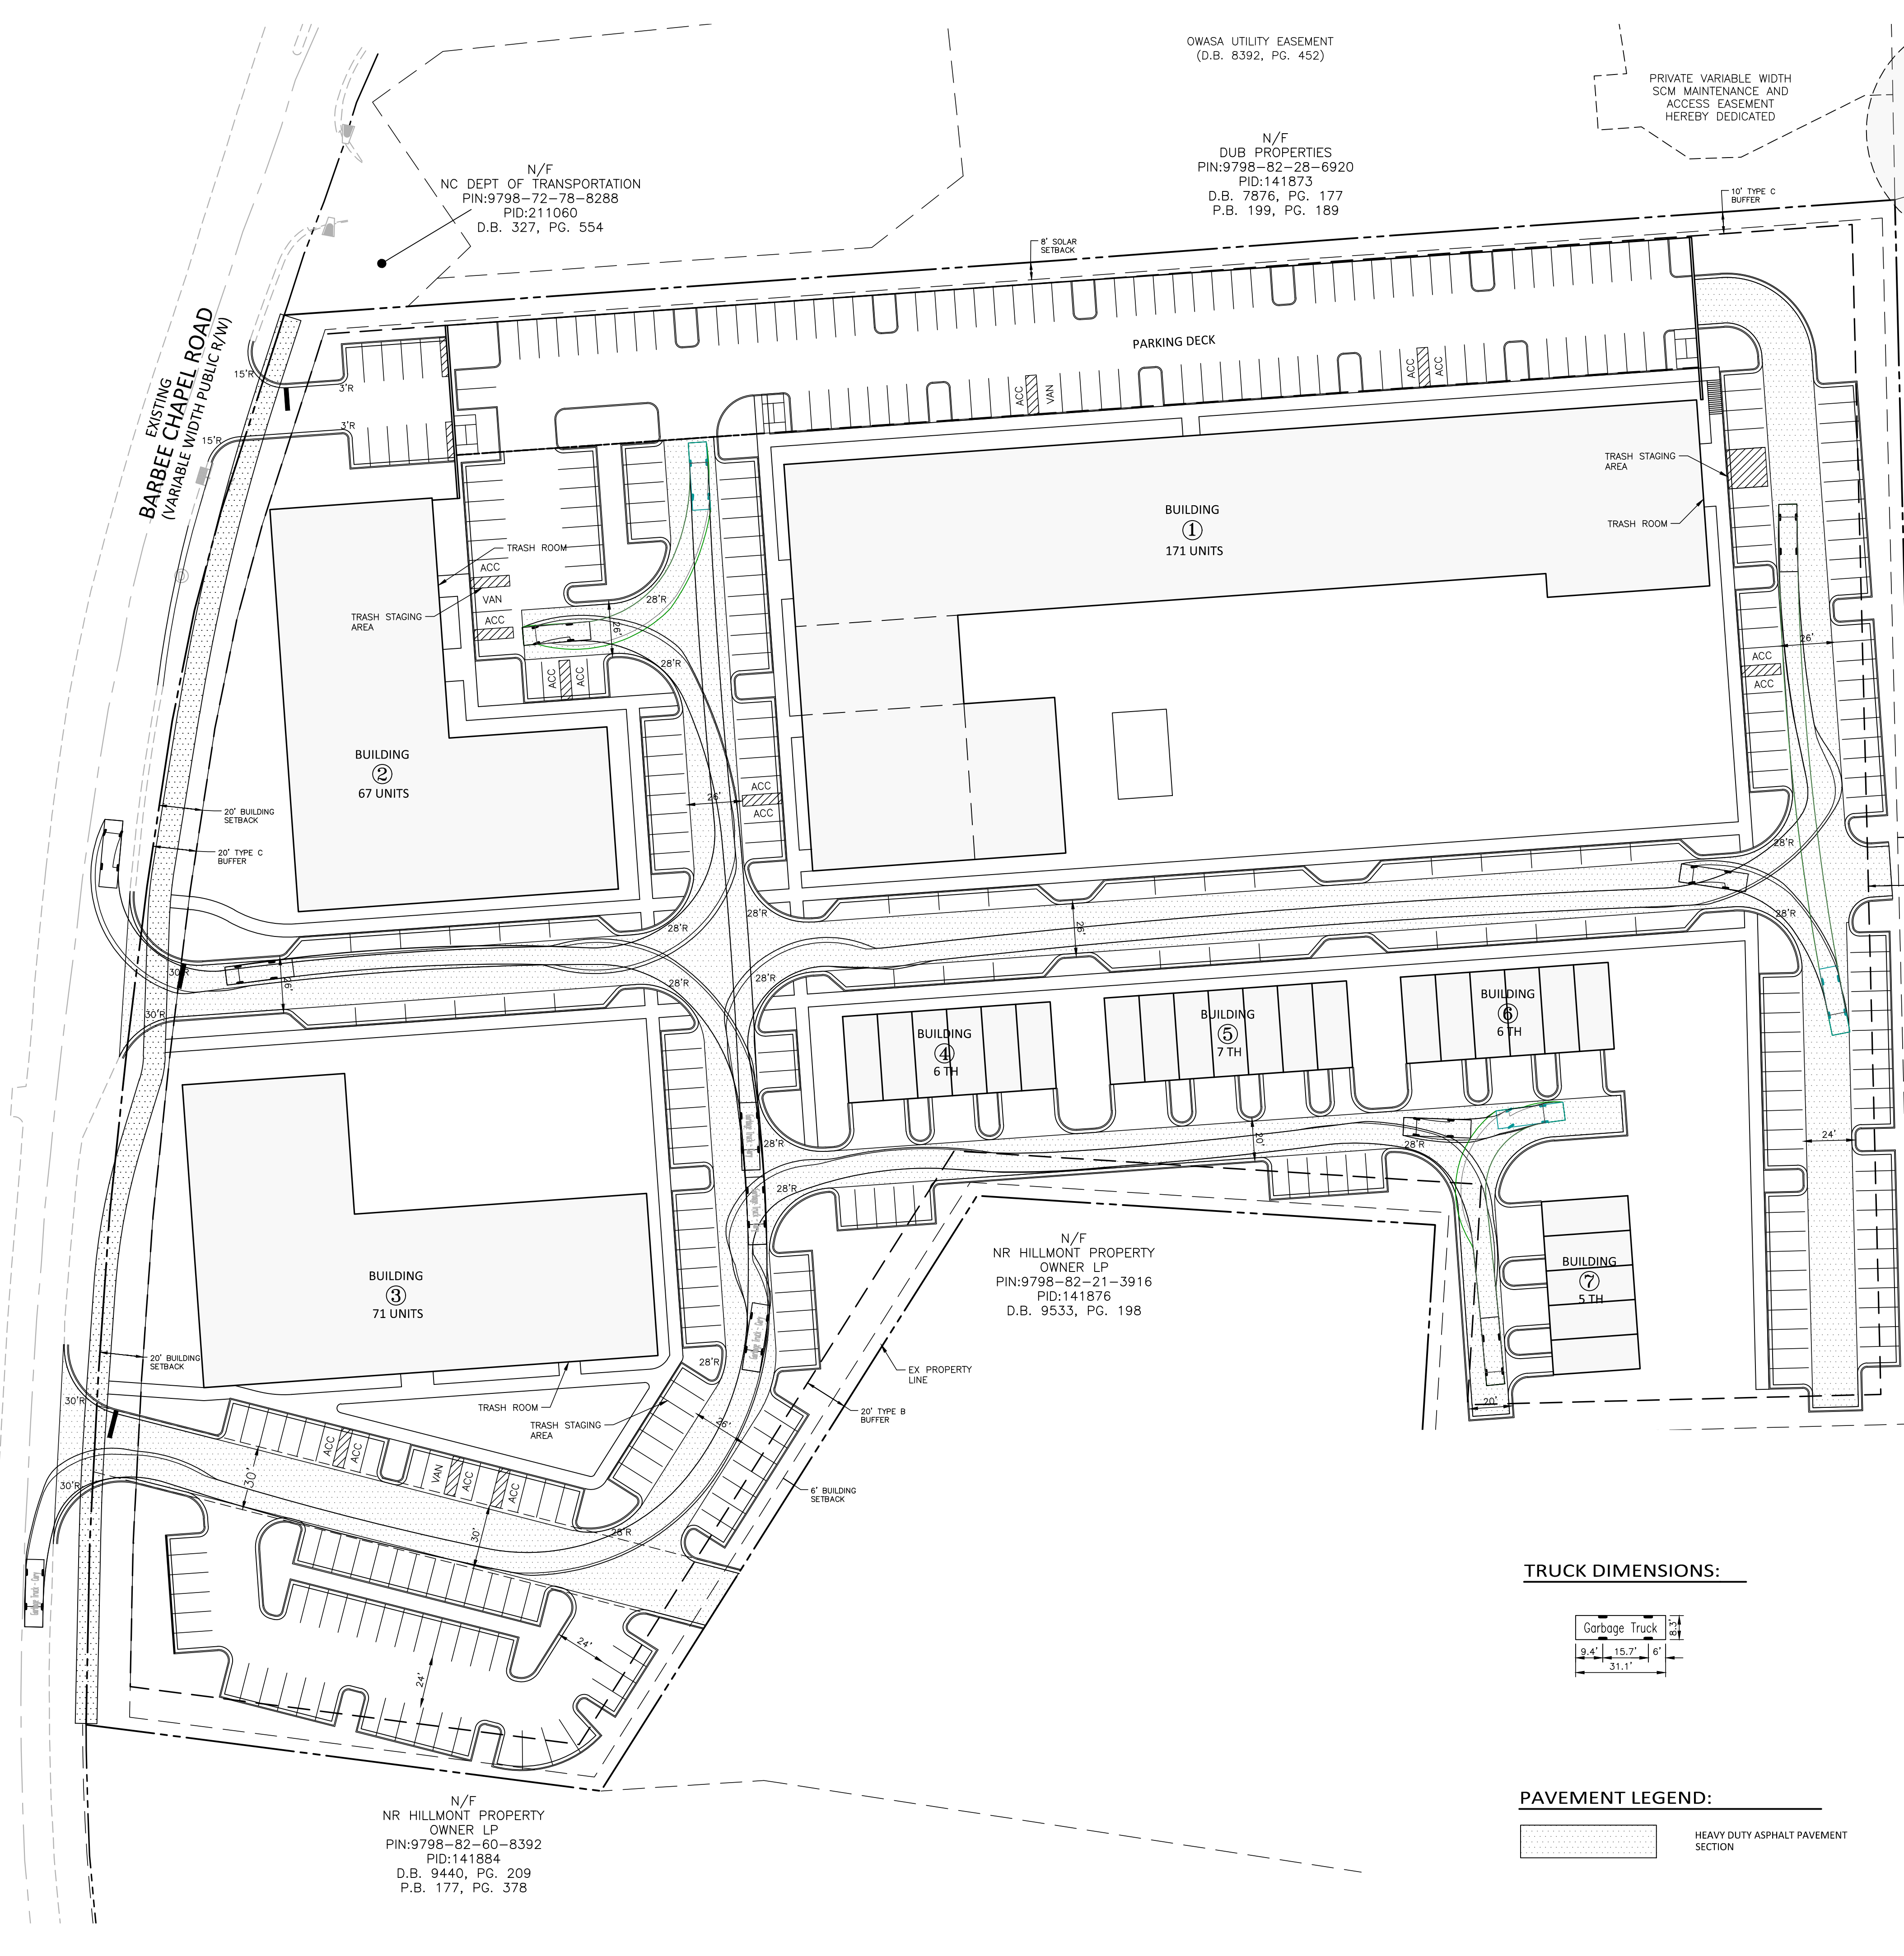 OWASA UTILITY EASEMENT
(D.B. 8392, PG. 452)
PRIVATE VARIABLE WIDTH
SCM MAINTENANCE AND
ACCESS EASEMENT
HEREBY DEDICATED
N/F
DUB PROPERTIES
PIN:9798-82-28-6920
PID:141873
D.B. 7876, PG. 177
P.B. 199, PG. 189
N/F
NC DEPT OF TRANSPORTATION
PIN:9798-72-78-8288
PID:211060
D.B. 327, PG. 554
10' TYPE C
BUFFER
8' SOLAR
SETBACK
EXISTING
BARBEE CHAPEL ROAD
(VARIABLE WIDTH PUBLIC R/W)
15'R
3'R
3'R
15'R
PARKING DECK
ACC
VAN
ACC
ACC
TRASH STAGING
AREA
TRASH ROOM
BUILDING
1
171 UNITS
TRASH ROOM
ACC
VAN
ACC
TRASH STAGING
AREA
28'R
26'
28'R
ACC
ACC
26'
ACC
ACC
BUILDING
2
67 UNITS
26'
ACC
ACC
20' BUILDING
SETBACK
20' TYPE C
BUFFER
28'R
28'R
28'R
28'R
26'
28'R
28'R
30'R
26'
30'R
BUILDING
4
6 TH
BUILDING
5
7 TH
BUILDING
6
6 TH
28'R
20'
28'R
24'
28'R
BUILDING
3
71 UNITS
N/F
NR HILLMONT PROPERTY
OWNER LP
PIN:9798-82-21-3916
PID:141876
D.B. 9533, PG. 198
BUILDING
7
5 TH
20'
20' BUILDING
SETBACK
28'R
EX PROPERTY
LINE
30'R
TRASH ROOM
TRASH STAGING
AREA
26'
20' TYPE B
BUFFER
ACC
ACC
VAN
ACC
ACC
30'R
30'
6' BUILDING
SETBACK
30'
28'R
Garbage Truck - Cary
24'
24'
TRUCK DIMENSIONS:
Garbage Truck
8.3'
9.4'
15.7'
6'
31.1'
PAVEMENT LEGEND:
HEAVY DUTY ASPHALT PAVEMENT
SECTION
N/F
NR HILLMONT PROPERTY
OWNER LP
PIN:9798-82-60-8392
PID:141884
D.B. 9440, PG. 209
P.B. 177, PG. 378